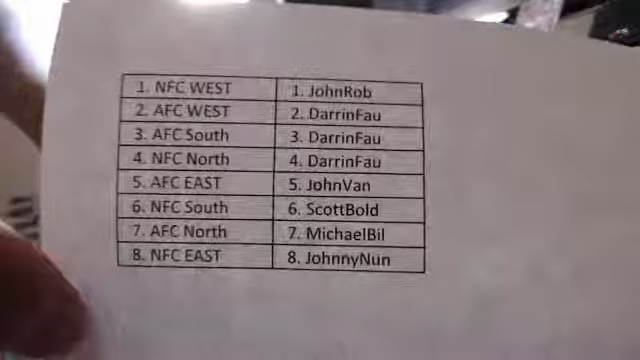 1. NFC WEST 1. JohnRob
2. AFC WEST 2. DarrinFau
3. AFC South 3. DarrinFau
4. NFC North 4. DarrinFau
5. AFC EAST 5. JohnVan
6. NFC South 6. ScottBold
7. AFC North 7. MichaelBil
8. NFC EAST 8. JohnnyNun